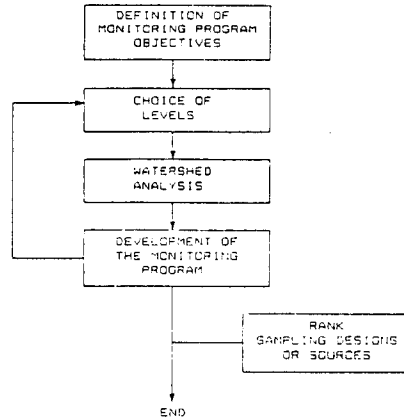 DEFINITION OF
MONITORING PROGRAM
OBJECTIVES
CHOICE OF
LEVELS
WATERSHED
ANALYSIS
DEVELOPMENT OF
THE MONITORING
PROGRAM
RANK
SAMPLING DESIGNS
OR SOURCES
END